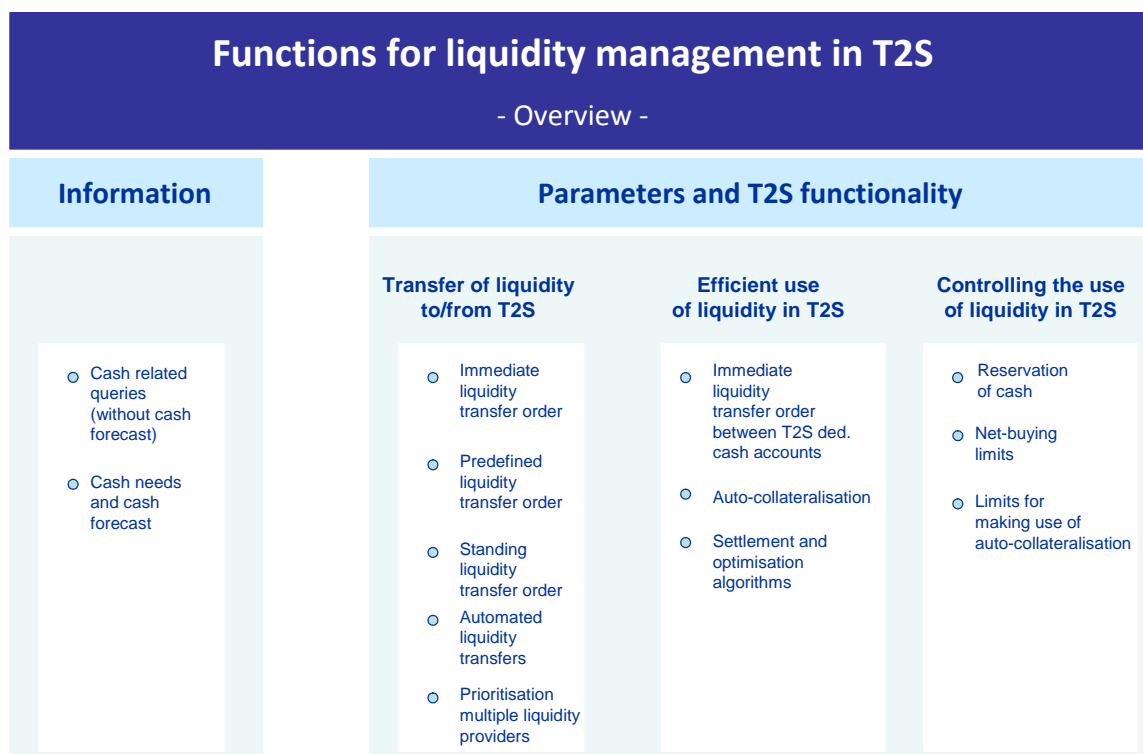 Functions for liquidity management in T2S
- Overview -
Information
Parameters and T2S functionality
Cash related
queries
(without cash
forecast)
Cash needs
and cash
forecast
Transfer of liquidity
to/from T2S
Immediate
liquidity
transfer order
Predefined
liquidity
transfer order
Standing
liquidity
transfer order
Automated
liquidity
transfers
Prioritisation
multiple liquidity
providers
Efficient use
of liquidity in T2S
Immediate
liquidity
transfer order
between T2S ded.
cash accounts
Auto-collateralisation
Settlement and
optimisation
algorithms
Controlling the use
of liquidity in T2S
Reservation
of cash
Net-buying
limits
Limits for
making use of
auto-collateralisation